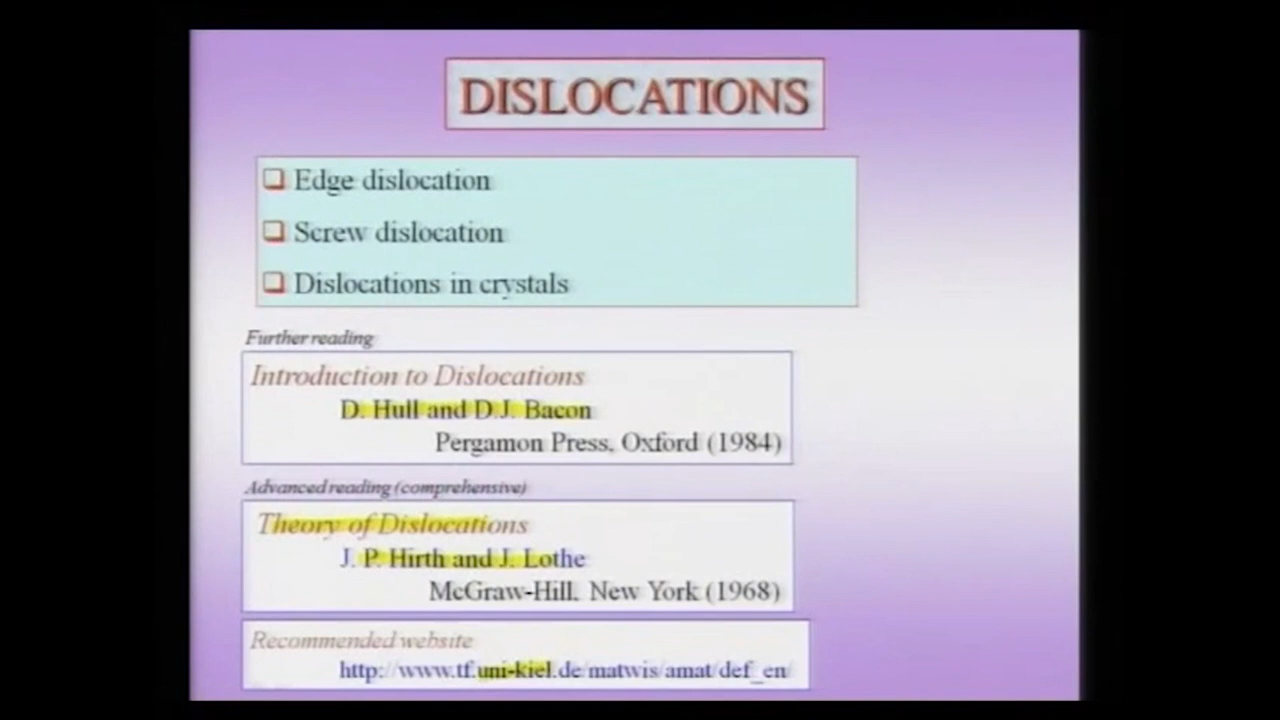 DISLOCATIONS
Edge dislocation
Screw dislocation
Dislocations in crystals
Further reading
Introduction to Dislocations
D. Hull and D.J. Bacon
Pergamon Press, Oxford (1984)
Advanced reading (comprehensive)
Theory of Dislocations
J. P. Hirth and J. Lothe
McGraw-Hill, New York (1968)
Recommended website
http://www.tf.uni-kiel.de/matwis/amat/def_en/